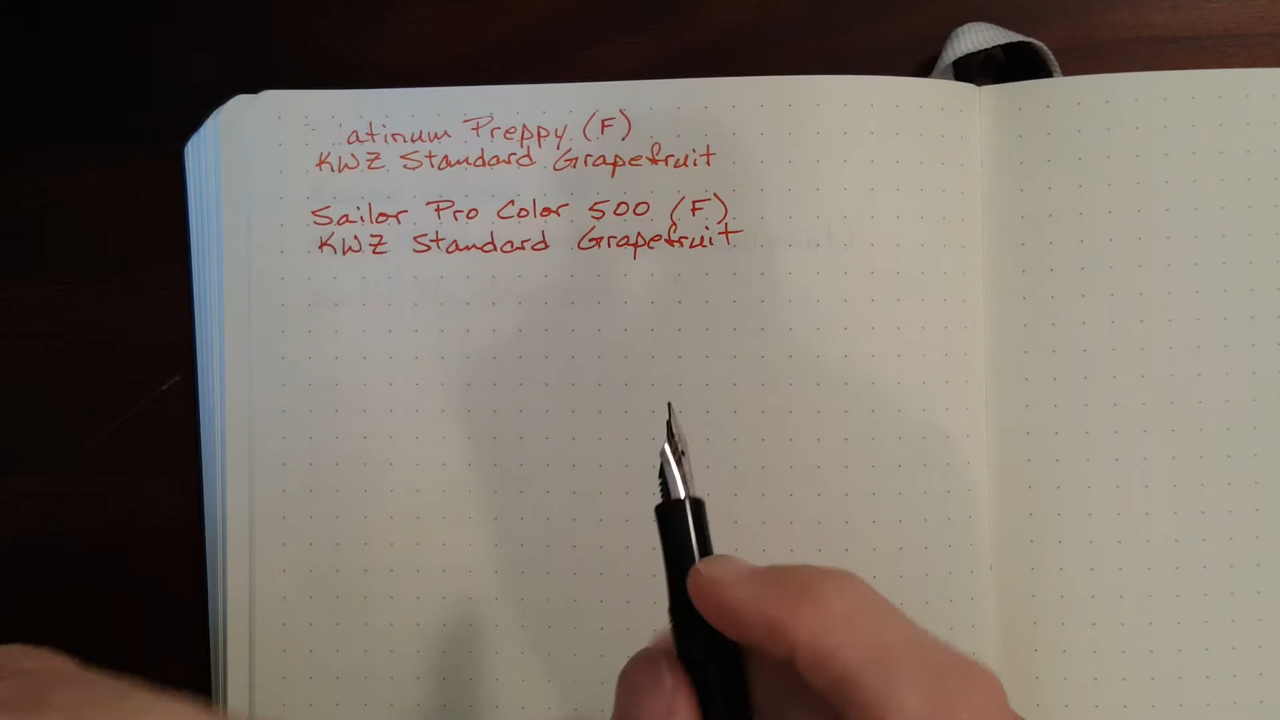 atinum Preppy (F)
KWZ Standard Grapefruit
Sailor Pro Color 500 (F)
KWZ Standard Grapefruit